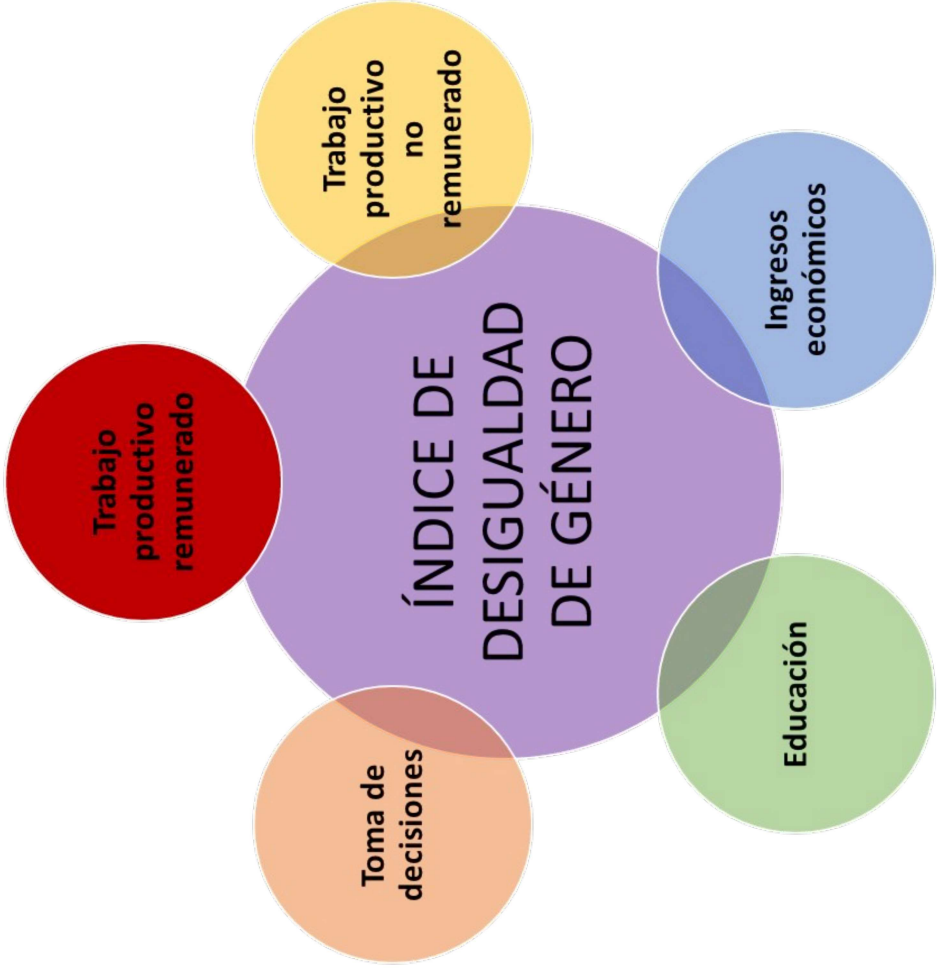 ÍNDICE DE
DESIGUALDAD
DE GÉNERO
Trabajo
productivo
remunerado
Trabajo
productivo
no
remunerado
Ingresos
económicos
Educación
Toma de
decisiones